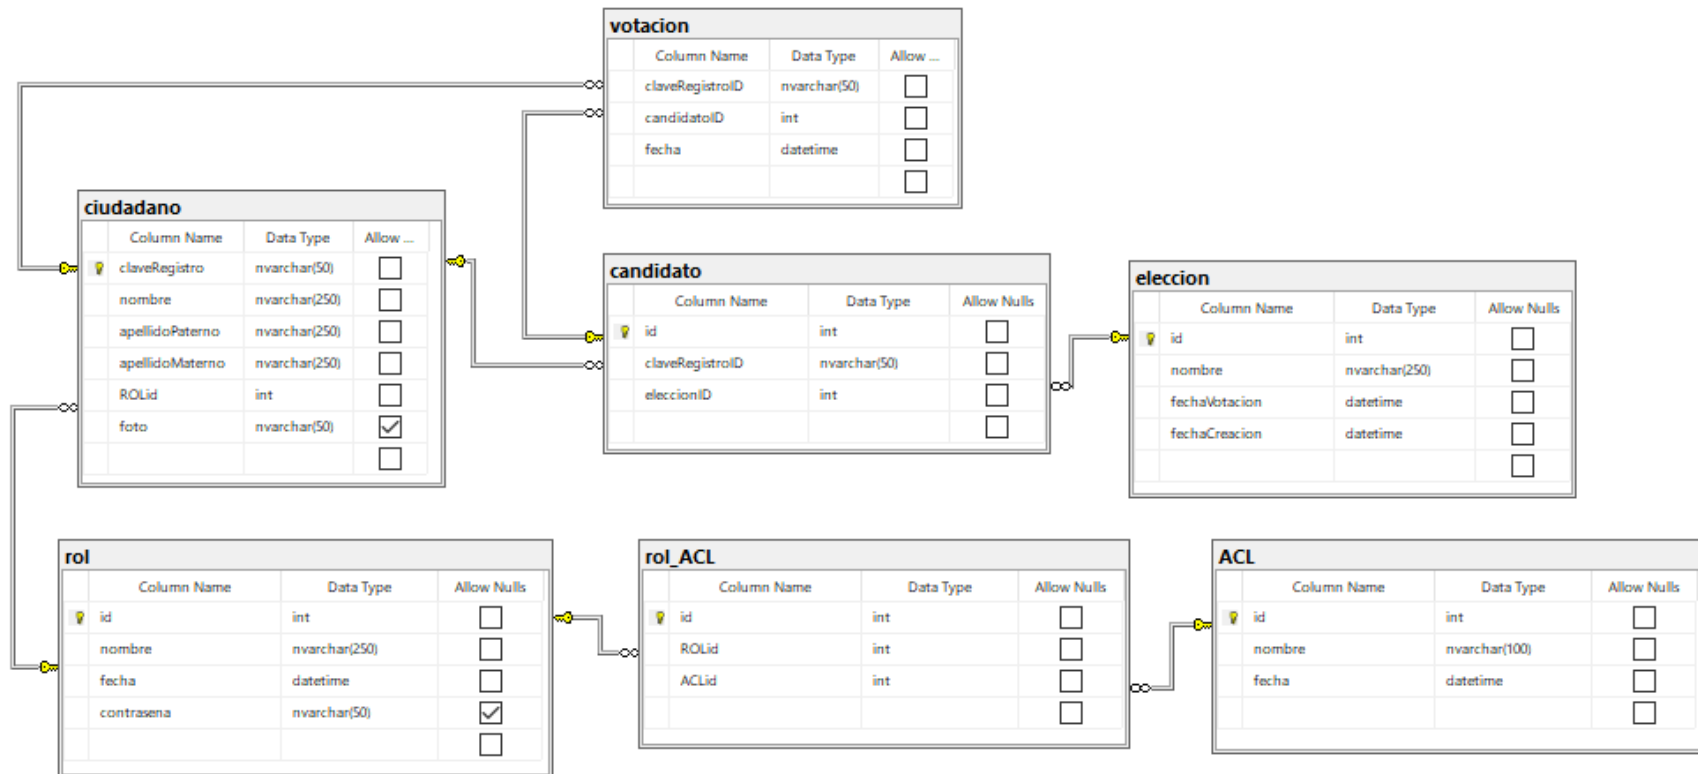 votacion
Column Name Data Type Allow ...
claveRegistroID nvarchar(50)
candidatoID int
fecha datetime
ciudadano
Column Name Data Type Allow ...
claveRegistro nvarchar(50)
nombre nvarchar(250)
apellidoPaterno nvarchar(250)
apellidoMaterno nvarchar(250)
ROLid int
foto nvarchar(50)
candidato
Column Name Data Type Allow Nulls
id int
claveRegistroID nvarchar(50)
eleccionID int
eleccion
Column Name Data Type Allow Nulls
id int
nombre nvarchar(250)
fechaVotacion datetime
fechaCreacion datetime
rol
Column Name Data Type Allow Nulls
id int
nombre nvarchar(250)
fecha datetime
contrasena nvarchar(50)
rol_ACL
Column Name Data Type Allow Nulls
id int
ROLid int
ACLid int
ACL
Column Name Data Type Allow Nulls
id int
nombre nvarchar(100)
fecha datetime